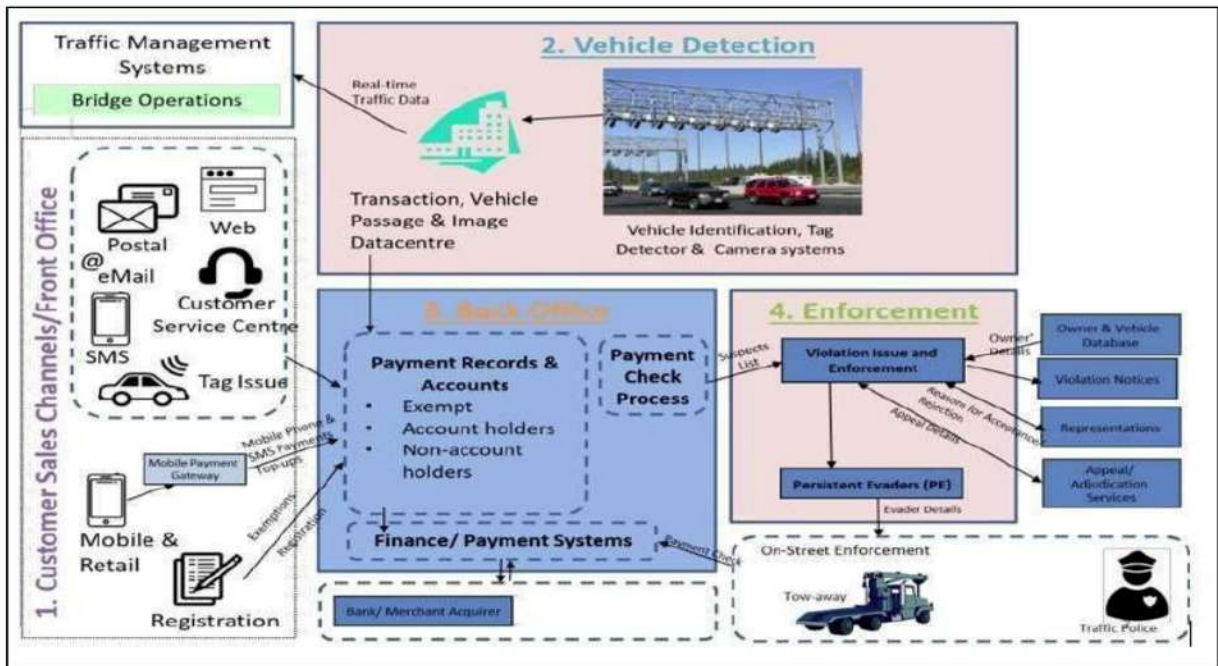 Traffic Management
Systems
Bridge Operations
1. Customer Sales Channels/Front Office
Postal
Web
@
eMail
Customer
Service Centre
SMS
Tag Issue
Mobile Payment
Gateway
Mobile Phone &
SMS Payments
Top-ups
Mobile &
Retail
Exemptions
Registration
Registration
2. Vehicle Detection
Real-time
Traffic Data
Transaction, Vehicle
Passage & Image
Datacentre
Vehicle Identification, Tag
Detector & Camera systems
Back Office
Payment Records &
Accounts
• Exempt
• Account holders
• Non-account
holders
Payment
Check
Process
Suspects
List
Finance/ Payment Systems
Payment Check
Bank/ Merchant Acquirer
4. Enforcement
Violation Issue and
Enforcement
Owner'
Details
Owner & Vehicle
Database
Violation Notices
Reasons for Acceptance
Rejection
Representations
Appeal Details
Appeal/
Adjudication
Services
Persistent Evaders (PE)
Evader Details
On-Street Enforcement
Tow-away
Traffic Police